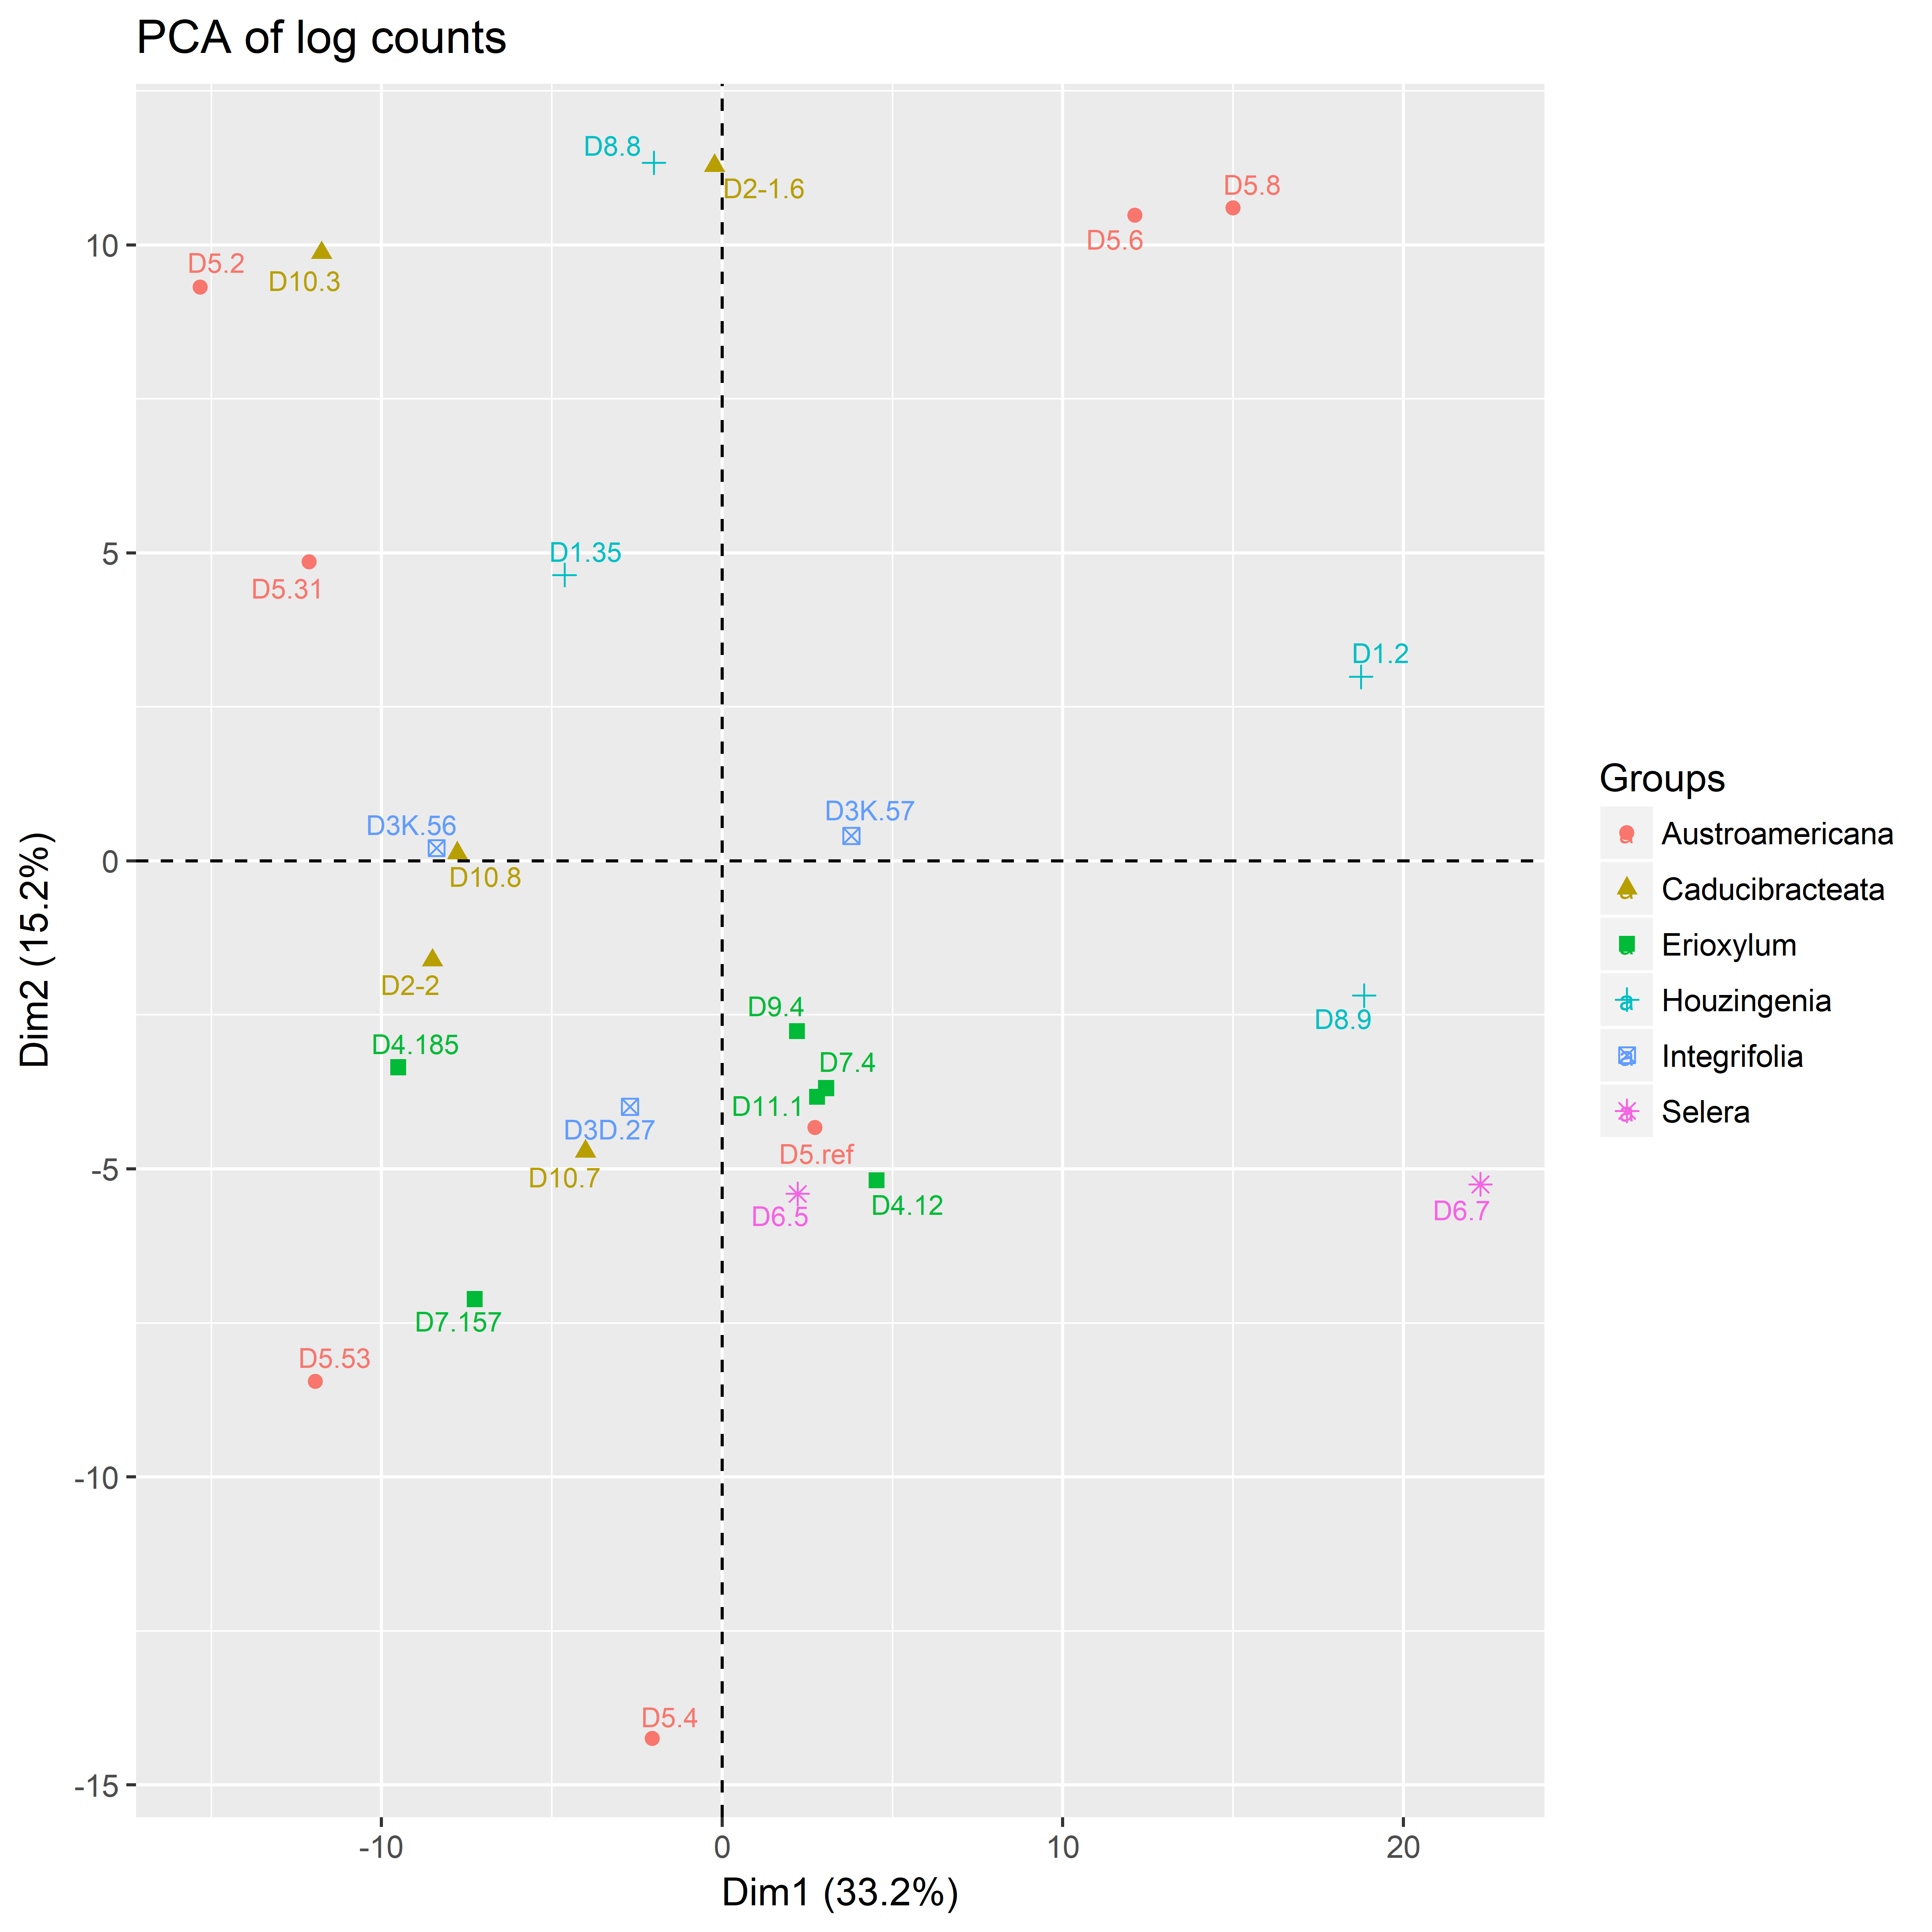 PCA of log counts
D8.8
D2-1.6
D5.8
D5.6
10
D5.2
D10.3
5
D1.35
D5.31
D1.2
D3K.57
D3K.56
0
D10.8
D2-2
D9.4
D8.9
D4.185
D7.4
D11.1
D3D.27
D5.ref
-5
D10.7
D4.12
D6.5
D6.7
D7.157
D5.53
-10
D5.4
-15
-10 0 10 20
Dim1 (33.2%)
Dim2 (15.2%)
Groups
a Austroamericana
a Caducibracteata
a Erioxylum
a Houzingenia
a Integrifolia
a Selera